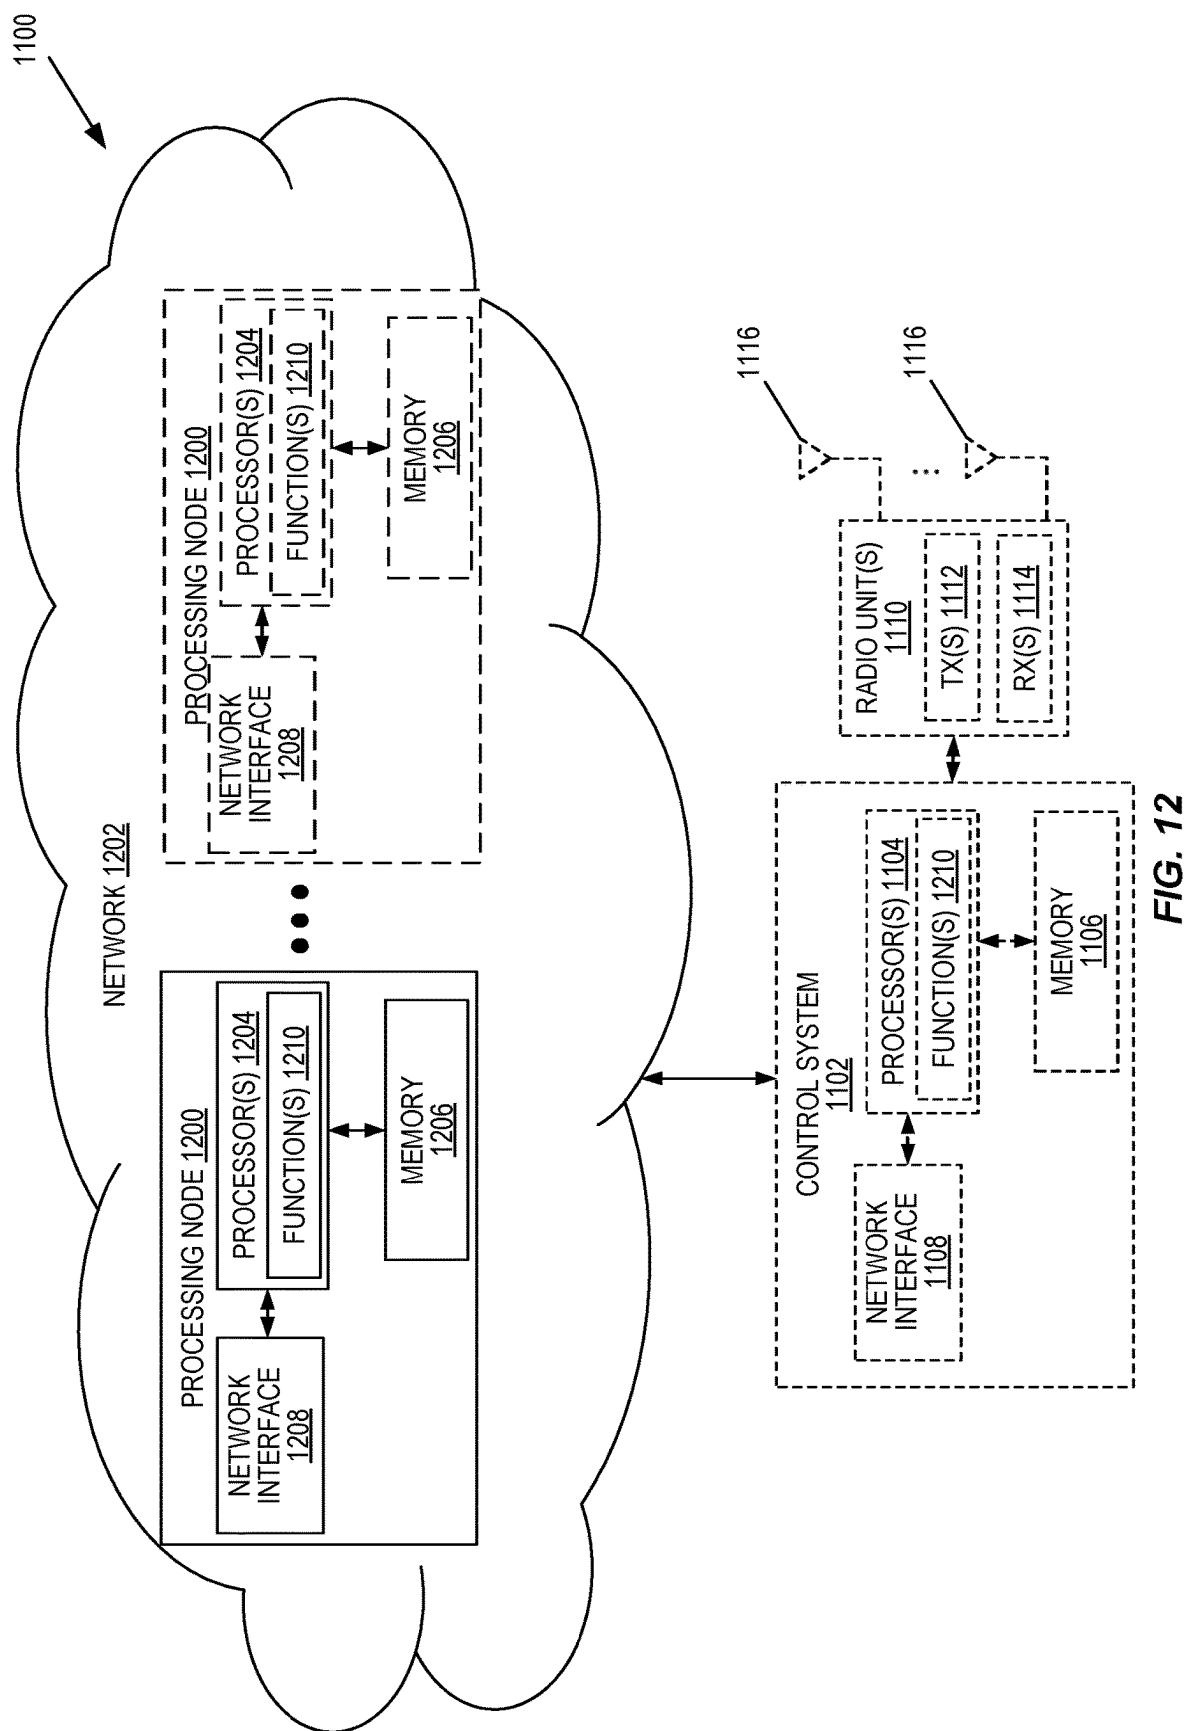 1100
NETWORK 1202
PROCESSING NODE 1200
NETWORK
INTERFACE
1208
PROCESSOR(S) 1204
FUNCTION(S) 1210
MEMORY
1206
PROCESSING NODE 1200
NETWORK
INTERFACE
1208
PROCESSOR(S) 1204
FUNCTION(S) 1210
MEMORY
1206
CONTROL SYSTEM
1102
NETWORK
INTERFACE
1108
PROCESSOR(S) 1104
FUNCTION(S) 1210
MEMORY
1106
RADIO UNIT(S)
1110
TX(S) 1112
RX(S) 1114
1116
1116
FIG. 12